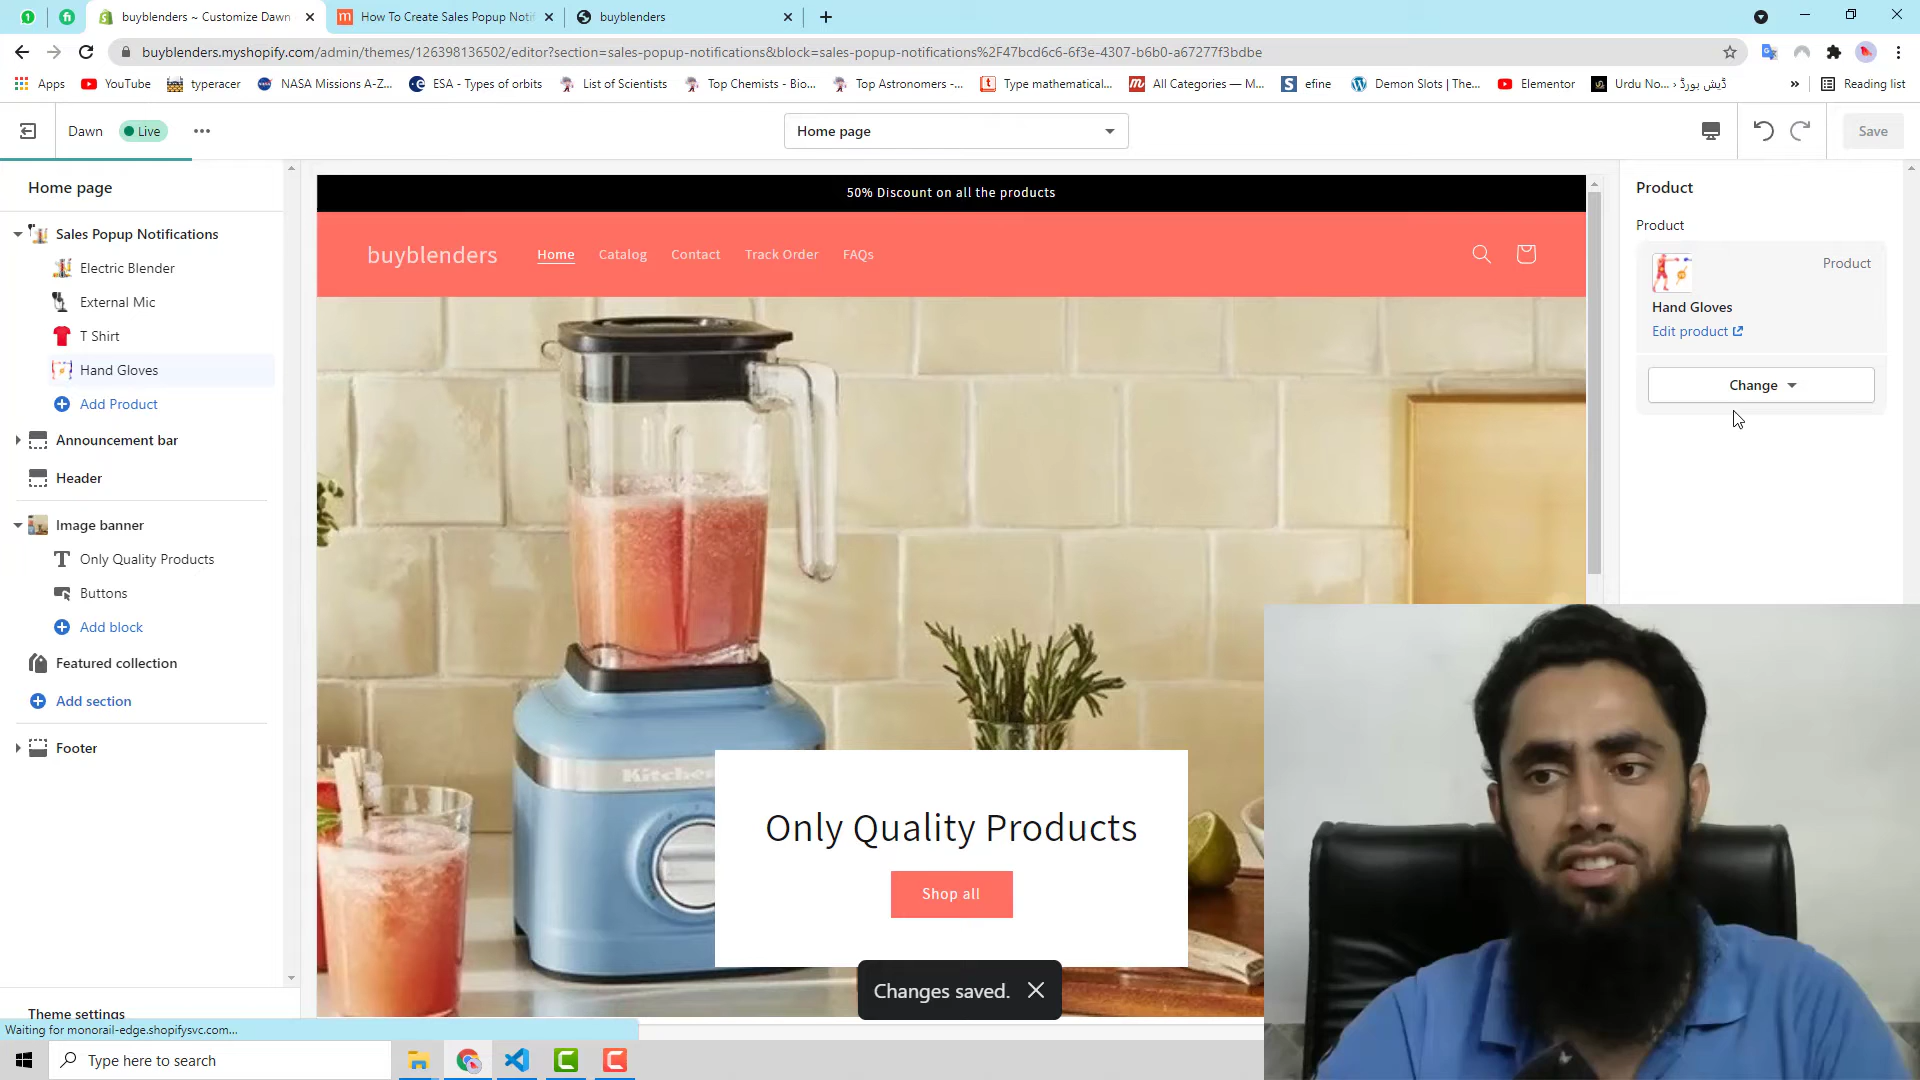 buyblenders ~ Customize Dawn
How To Create Sales Popup Noti
buyblenders
buyblenders.myshopify.com/admin/themes/126398136502/editor?section=sales-popup-notifications&block=sales-popup-notifications%2F47bcd6c6-6f3e-4307-b6b0-a67277f3bdbe
Apps
YouTube
typeracer
NASA Missions A-Z...
ESA - Types of orbits
List of Scientists
Top Chemists - Bio...
Top Astronomers -...
Type mathematical...
All Categories — M...
efine
Demon Slots | The...
Elementor
Urdu No... › ڈیش بورڈ
»
Reading list
Dawn
Live
Home page
Save
Home page
Sales Popup Notifications
Electric Blender
External Mic
T Shirt
Hand Gloves
Add Product
Announcement bar
Header
Image banner
Only Quality Products
Buttons
Add block
Featured collection
Add section
Footer
Theme settings
Waiting for monorail-edge.shopifysvc.com...
50% Discount on all the products
buyblenders
Home
Catalog
Contact
Track Order
FAQs
Only Quality Products
Shop all
Changes saved.
Product
Product
Product
Hand Gloves
Edit product
Change
Type here to search